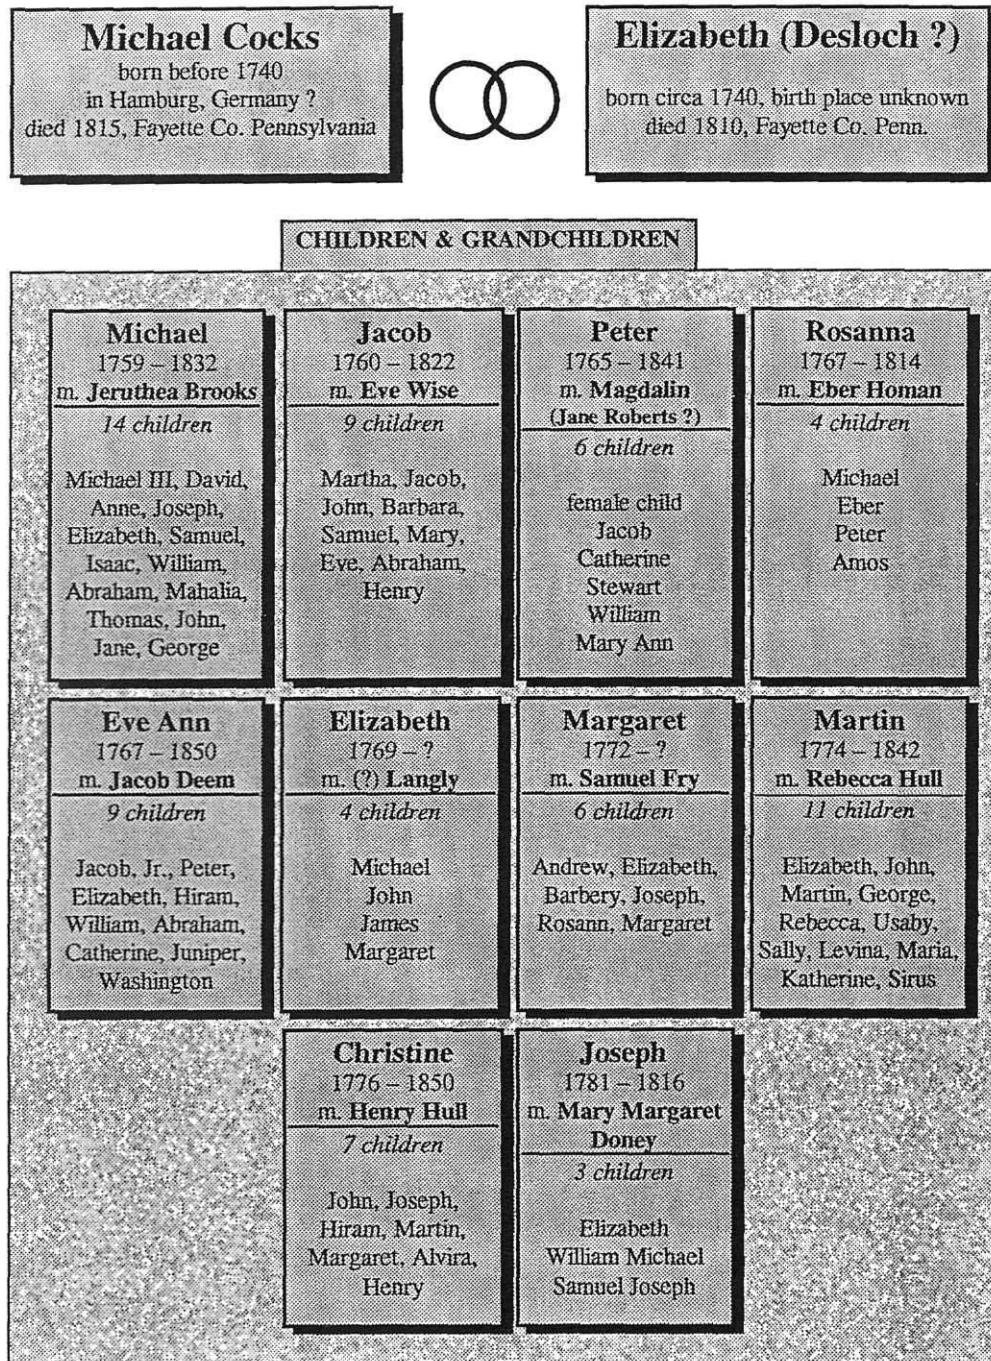 Michael Cocks
born before 1740
in Hamburg, Germany ?
died 1815, Fayette Co. Pennsylvania
Elizabeth (Desloch ?)
born circa 1740, birth place unknown
died 1810, Fayette Co. Penn.
CHILDREN & GRANDCHILDREN
Michael
1759 – 1832
m. Jeruthea Brooks
14 children
Michael III, David,
Anne, Joseph,
Elizabeth, Samuel,
Isaac, William,
Abraham, Mahalia,
Thomas, John,
Jane, George
Jacob
1760 – 1822
m. Eve Wise
9 children
Martha, Jacob,
John, Barbara,
Samuel, Mary,
Eve, Abraham,
Henry
Peter
1765 – 1841
m. Magdalin
(Jane Roberts ?)
6 children
female child
Jacob
Catherine
Stewart
William
Mary Ann
Rosanna
1767 – 1814
m. Eber Homan
4 children
Michael
Eber
Peter
Amos
Eve Ann
1767 – 1850
m. Jacob Deem
9 children
Jacob, Jr., Peter,
Elizabeth, Hiram,
William, Abraham,
Catherine, Juniper,
Washington
Elizabeth
1769 – ?
m. (?) Langly
4 children
Michael
John
James
Margaret
Margaret
1772 – ?
m. Samuel Fry
6 children
Andrew, Elizabeth,
Barbery, Joseph,
Rosann, Margaret
Martin
1774 – 1842
m. Rebecca Hull
11 children
Elizabeth, John,
Martin, George,
Rebecca, Usaby,
Sally, Levina, Maria,
Katherine, Sirus
Christine
1776 – 1850
m. Henry Hull
7 children
John, Joseph,
Hiram, Martin,
Margaret, Alvira,
Henry
Joseph
1781 – 1816
m. Mary Margaret
Doney
3 children
Elizabeth
William Michael
Samuel Joseph